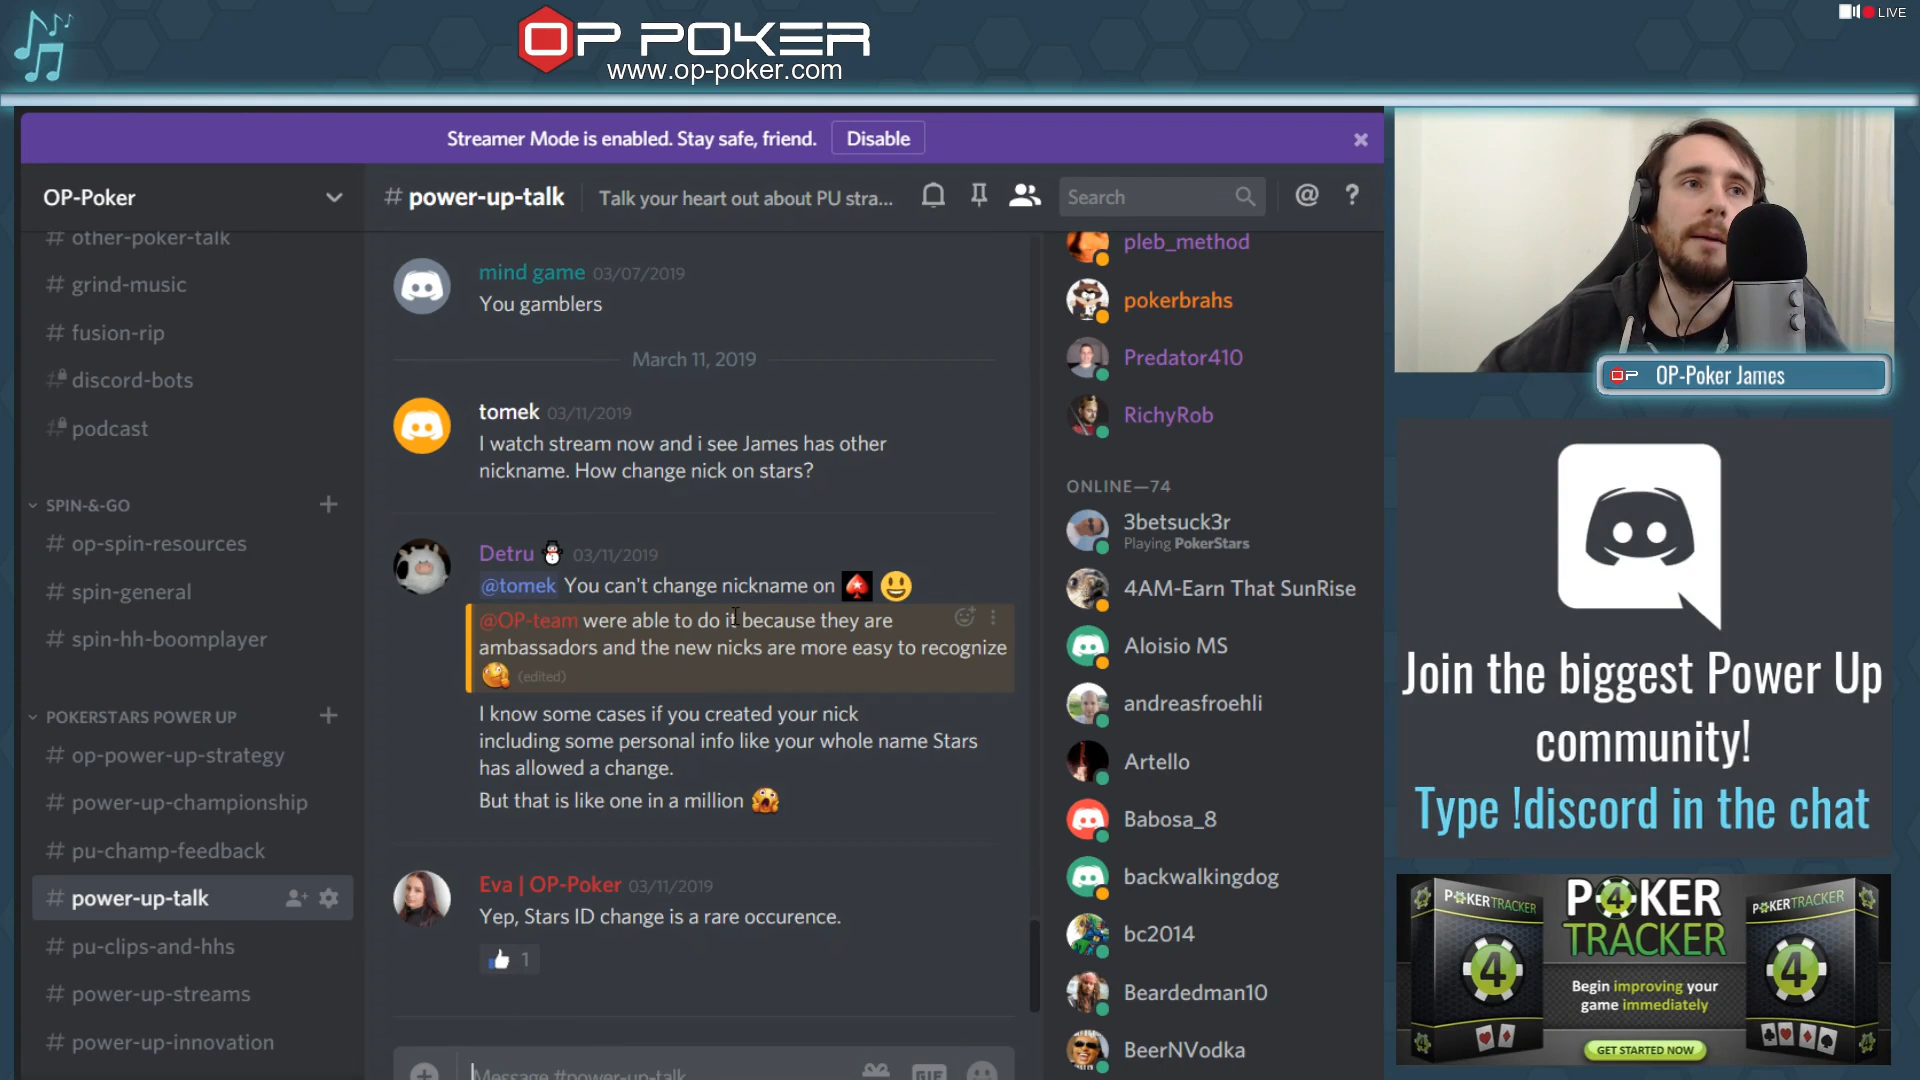 OP POKER
www.op-poker.com
LIVE
Streamer Mode is enabled. Stay safe, friend.
Disable
OP-Poker
# power-up-talk
Talk your heart out about PU stra...
Search
# other-poker-talk
# grind-music
# fusion-rip
# discord-bots
# podcast
SPIN-&-GO
# op-spin-resources
# spin-general
# spin-hh-boomplayer
POKERSTARS POWER UP
# op-power-up-strategy
# power-up-championship
# pu-champ-feedback
# power-up-talk
# pu-clips-and-hhs
# power-up-streams
# power-up-innovation
mind game 03/07/2019
You gamblers
March 11, 2019
tomek 03/11/2019
I watch stream now and i see James has other
nickname. How change nick on stars?
Detru 03/11/2019
@tomek You can't change nickname on
@OP-team were able to do it because they are
ambassadors and the new nicks are more easy to recognize
(edited)
I know some cases if you created your nick
including some personal info like your whole name Stars
has allowed a change.
But that is like one in a million
Eva | OP-Poker 03/11/2019
Yep, Stars ID change is a rare occurence.
1
Message #power-up-talk
GIF
pleb_method
pokerbrahs
Predator410
RichyRob
ONLINE—74
3betsuck3r
Playing PokerStars
4AM-Earn That SunRise
Aloisio MS
andreasfroehli
Artello
Babosa_8
backwalkingdog
bc2014
Beardedman10
BeerNVodka
OP OP-Poker James
Join the biggest Power Up
community!
Type !discord in the chat
POKERTRACKER
4
POKER
4
TRACKER
Begin improving your
game immediately
GET STARTED NOW
POKERTRACKER
4